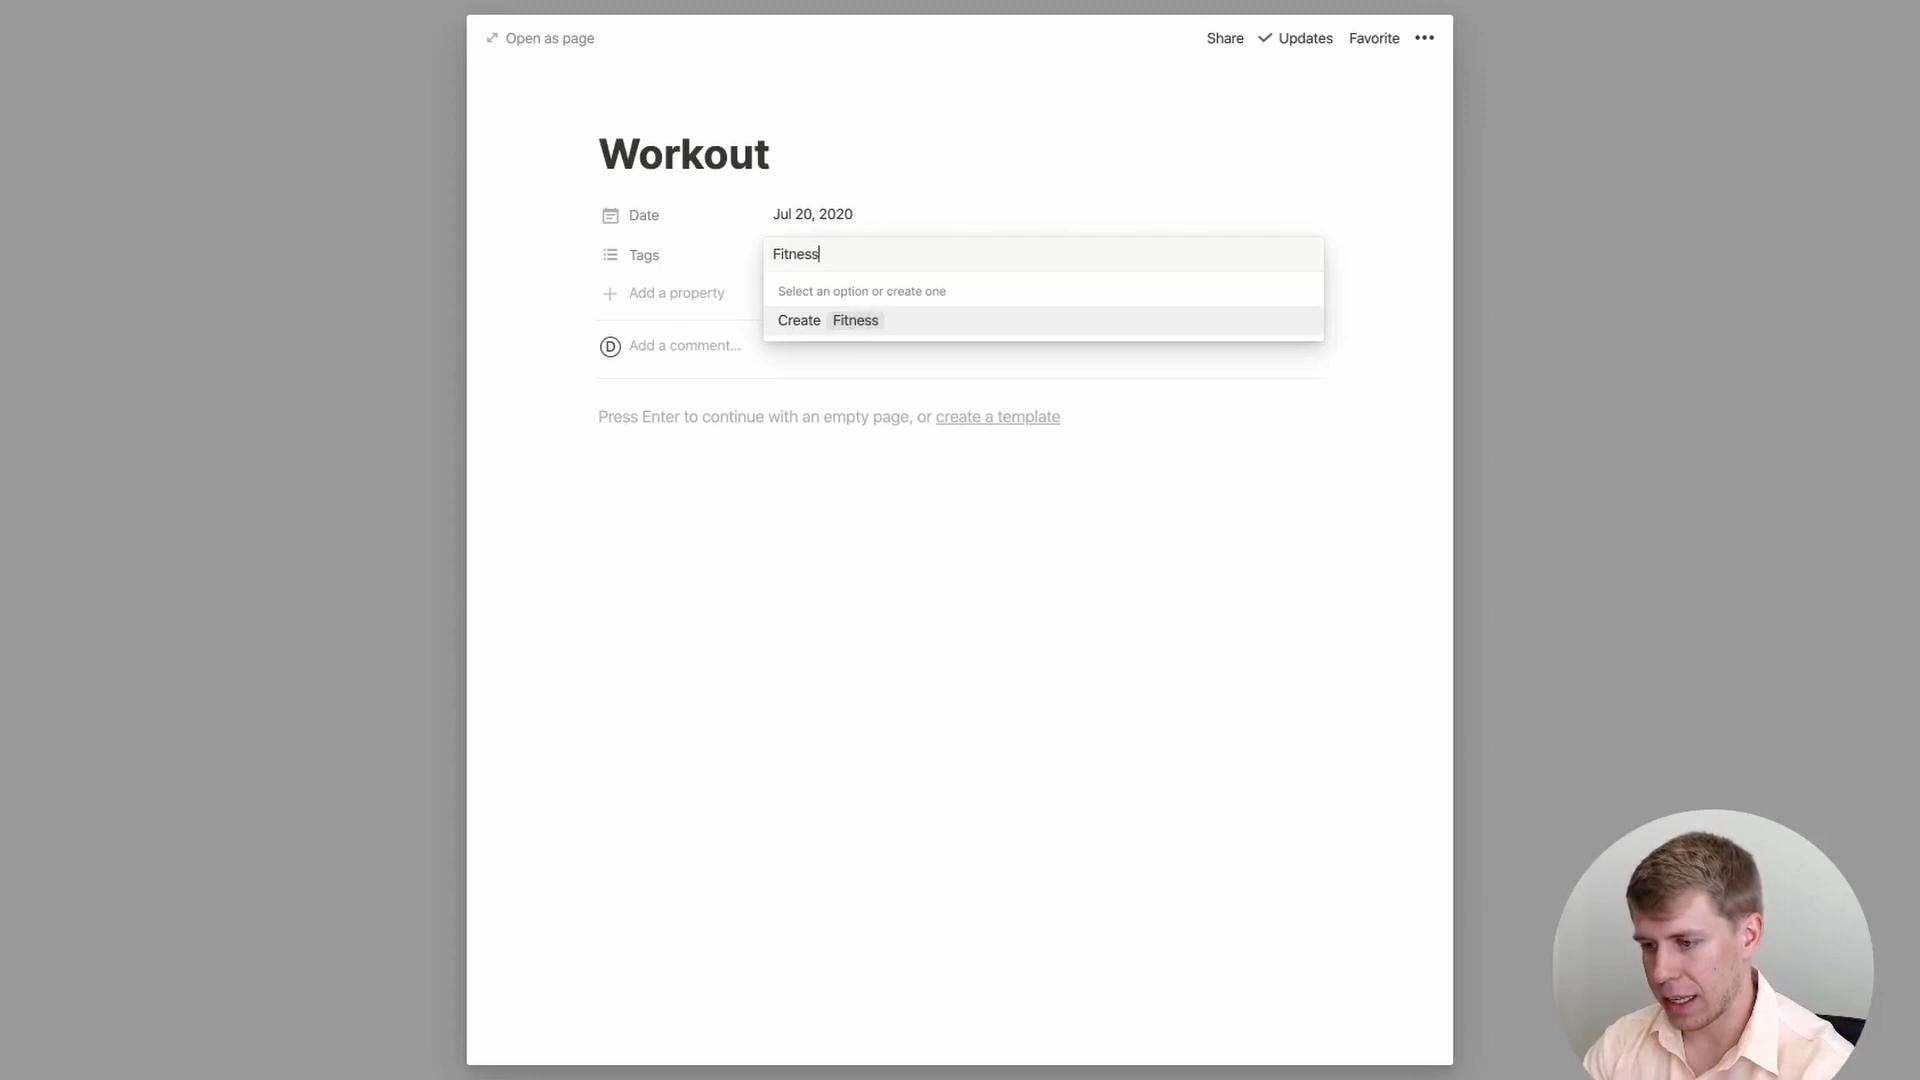 Open as page
Share Updates Favorite
Workout
Date Jul 20, 2020
Tags Fitness
Select an option or create one
Add a property
Create Fitness
D Add a comment...
Press Enter to continue with an empty page, or create a template